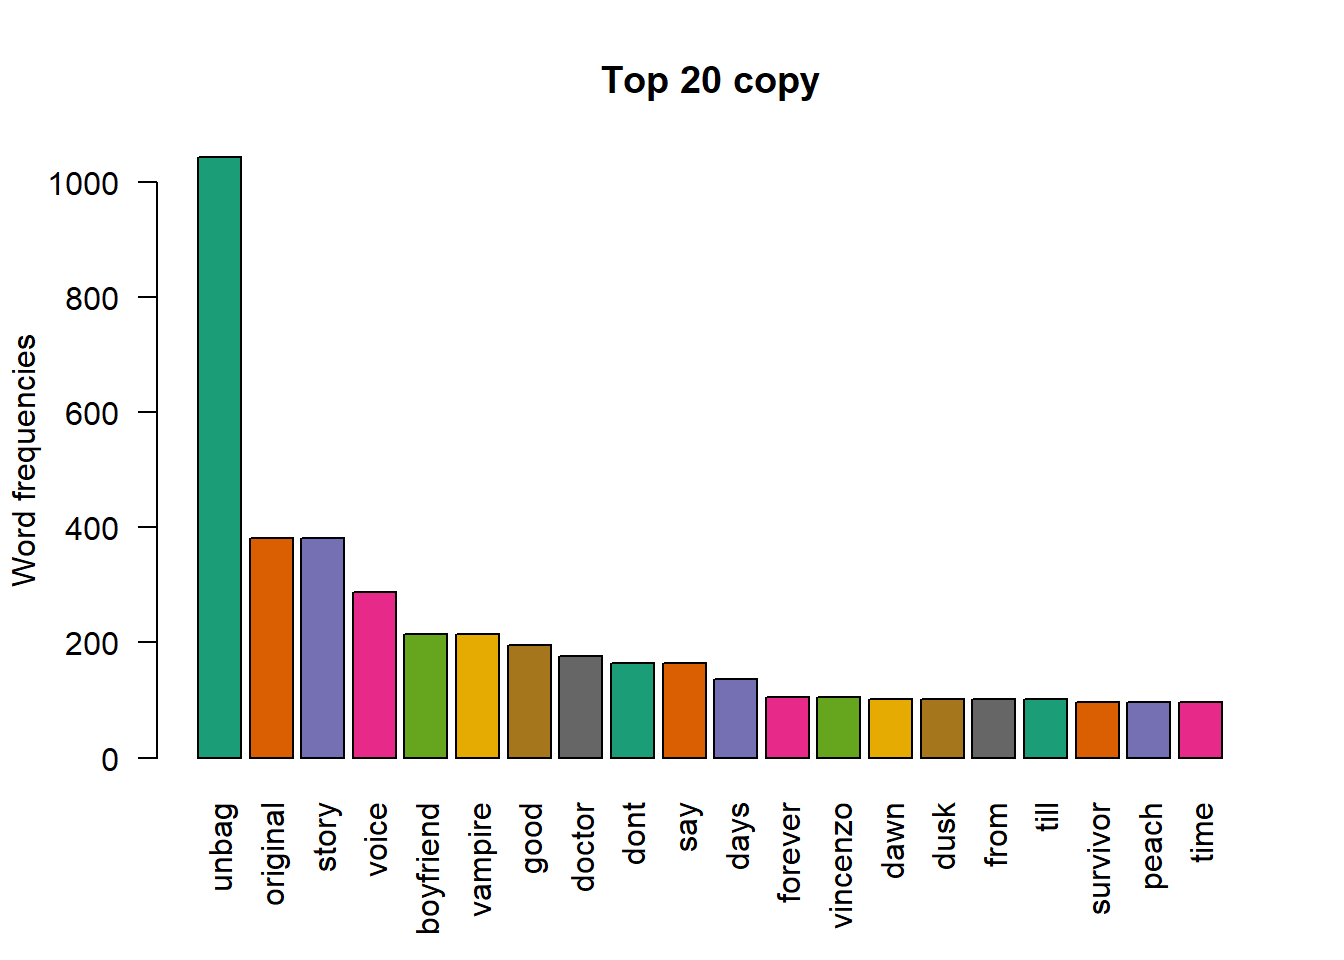 Top 20 copy
Word frequencies
1000
800
600
400
200
0
unbag
original
story
voice
boyfriend
vampire
good
doctor
dont
say
days
forever
vincenzo
dawn
dusk
from
till
survivor
peach
time